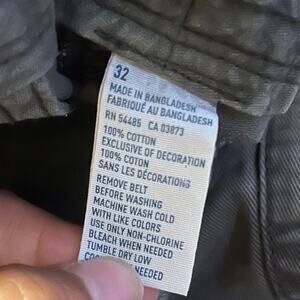 32
MADE IN BANGLADESH
FABRIQUÉ AU BANGLADESH
RN 54485 CA 03873
100% COTTON
EXCLUSIVE OF DECORATION
100% COTON
SANS LES DÉCORATIONS
REMOVE BELT
BEFORE WASHING
MACHINE WASH COLD
WITH LIKE COLORS
USE ONLY NON-CHLORINE
BLEACH WHEN NEEDED
TUMBLE DRY LOW
NEEDED